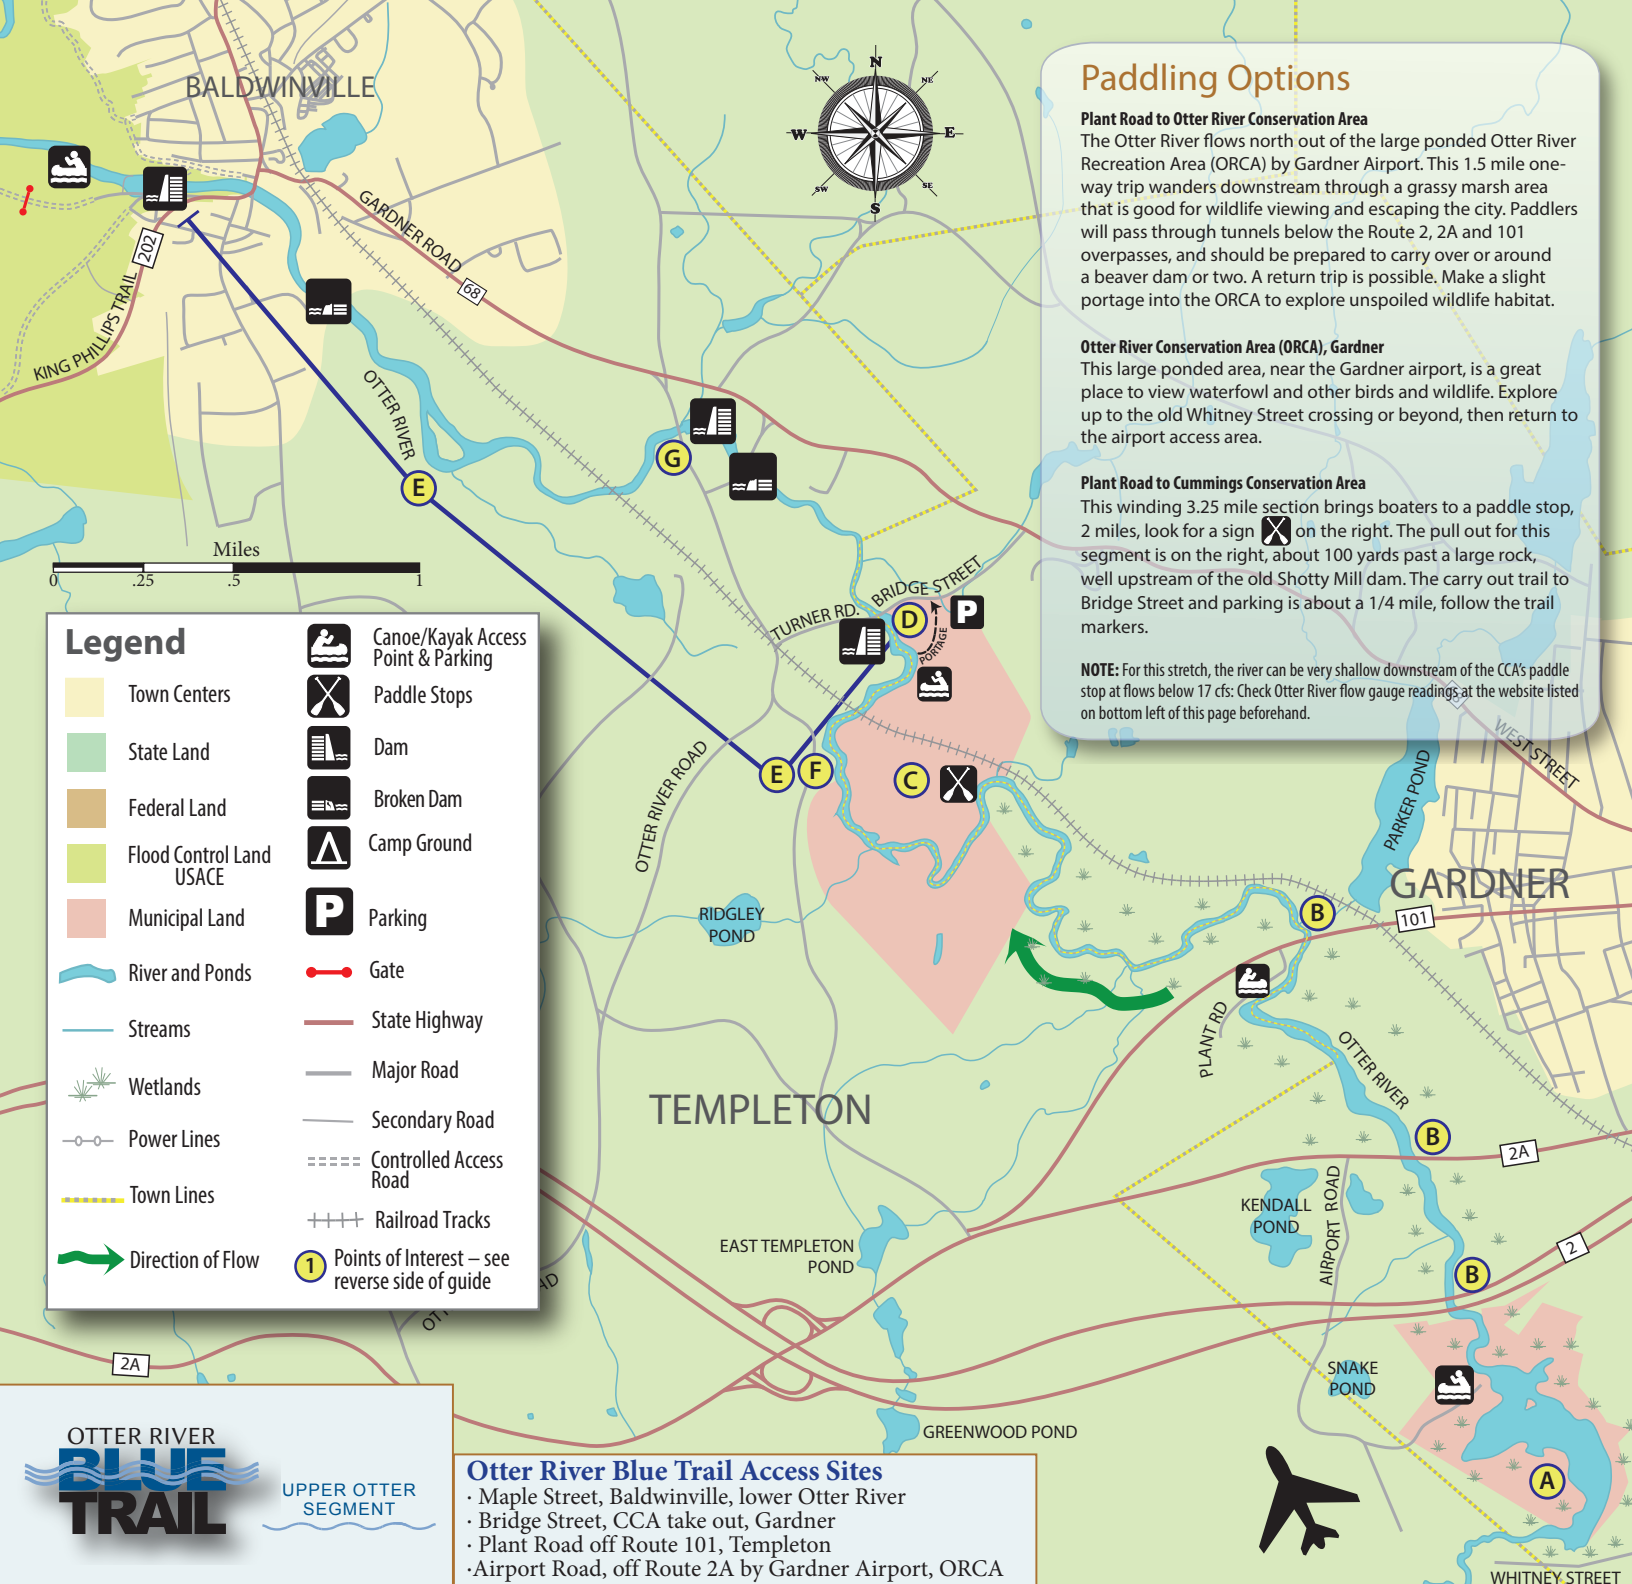 BALDWINVILLE
N
NW
NE
W
E
SW
SE
S
GARDNER ROAD
68
202
KING PHILLIPS TRAIL
OTTER RIVER
E
G
Miles
0
.25
.5
1
Paddling Options
Plant Road to Otter River Conservation Area
The Otter River flows north out of the large ponded Otter River
Recreation Area (ORCA) by Gardner Airport. This 1.5 mile one-
way trip wanders downstream through a grassy marsh area
that is good for wildlife viewing and escaping the city. Paddlers
will pass through tunnels below the Route 2, 2A and 101
overpasses, and should be prepared to carry over or around
a beaver dam or two. A return trip is possible. Make a slight
portage into the ORCA to explore unspoiled wildlife habitat.
Otter River Conservation Area (ORCA), Gardner
This large ponded area, near the Gardner airport, is a great
place to view waterfowl and other birds and wildlife. Explore
up to the old Whitney Street crossing or beyond, then return to
the airport access area.
Plant Road to Cummings Conservation Area
This winding 3.25 mile section brings boaters to a paddle stop,
2 miles, look for a sign on the right. The pull out for this
segment is on the right, about 100 yards past a large rock,
well upstream of the old Shotty Mill dam. The carry out trail to
Bridge Street and parking is about a 1/4 mile, follow the trail
markers.
NOTE: For this stretch, the river can be very shallow downstream of the CCA's paddle
stop at flows below 17 cfs: Check Otter River flow gauge readings at the website listed
on bottom left of this page beforehand.
68
BRIDGE STREET
TURNER RD.
D
P
PORTAGE
Legend
Town Centers
State Land
Federal Land
Flood Control Land
USACE
Municipal Land
River and Ponds
Streams
Wetlands
Power Lines
Town Lines
Direction of Flow
Canoe/Kayak Access
Point & Parking
Paddle Stops
Dam
Broken Dam
Camp Ground
P
Parking
Gate
State Highway
Major Road
Secondary Road
Controlled Access
Road
Railroad Tracks
1
Points of Interest – see
reverse side of guide
OTTER RIVER ROAD
E
F
C
WEST STREET
PARKER POND
GARDNER
RIDGLEY
POND
B
101
PLANT RD
OTTER RIVER
TEMPLETON
B
2A
KENDALL
POND
AIRPORT ROAD
EAST TEMPLETON
POND
2
B
2A
SNAKE
POND
GREENWOOD POND
A
WHITNEY STREET
OTTER RIVER
BLUE
TRAIL
UPPER OTTER
SEGMENT
Otter River Blue Trail Access Sites
· Maple Street, Baldwinville, lower Otter River
· Bridge Street, CCA take out, Gardner
· Plant Road off Route 101, Templeton
·Airport Road, off Route 2A by Gardner Airport, ORCA